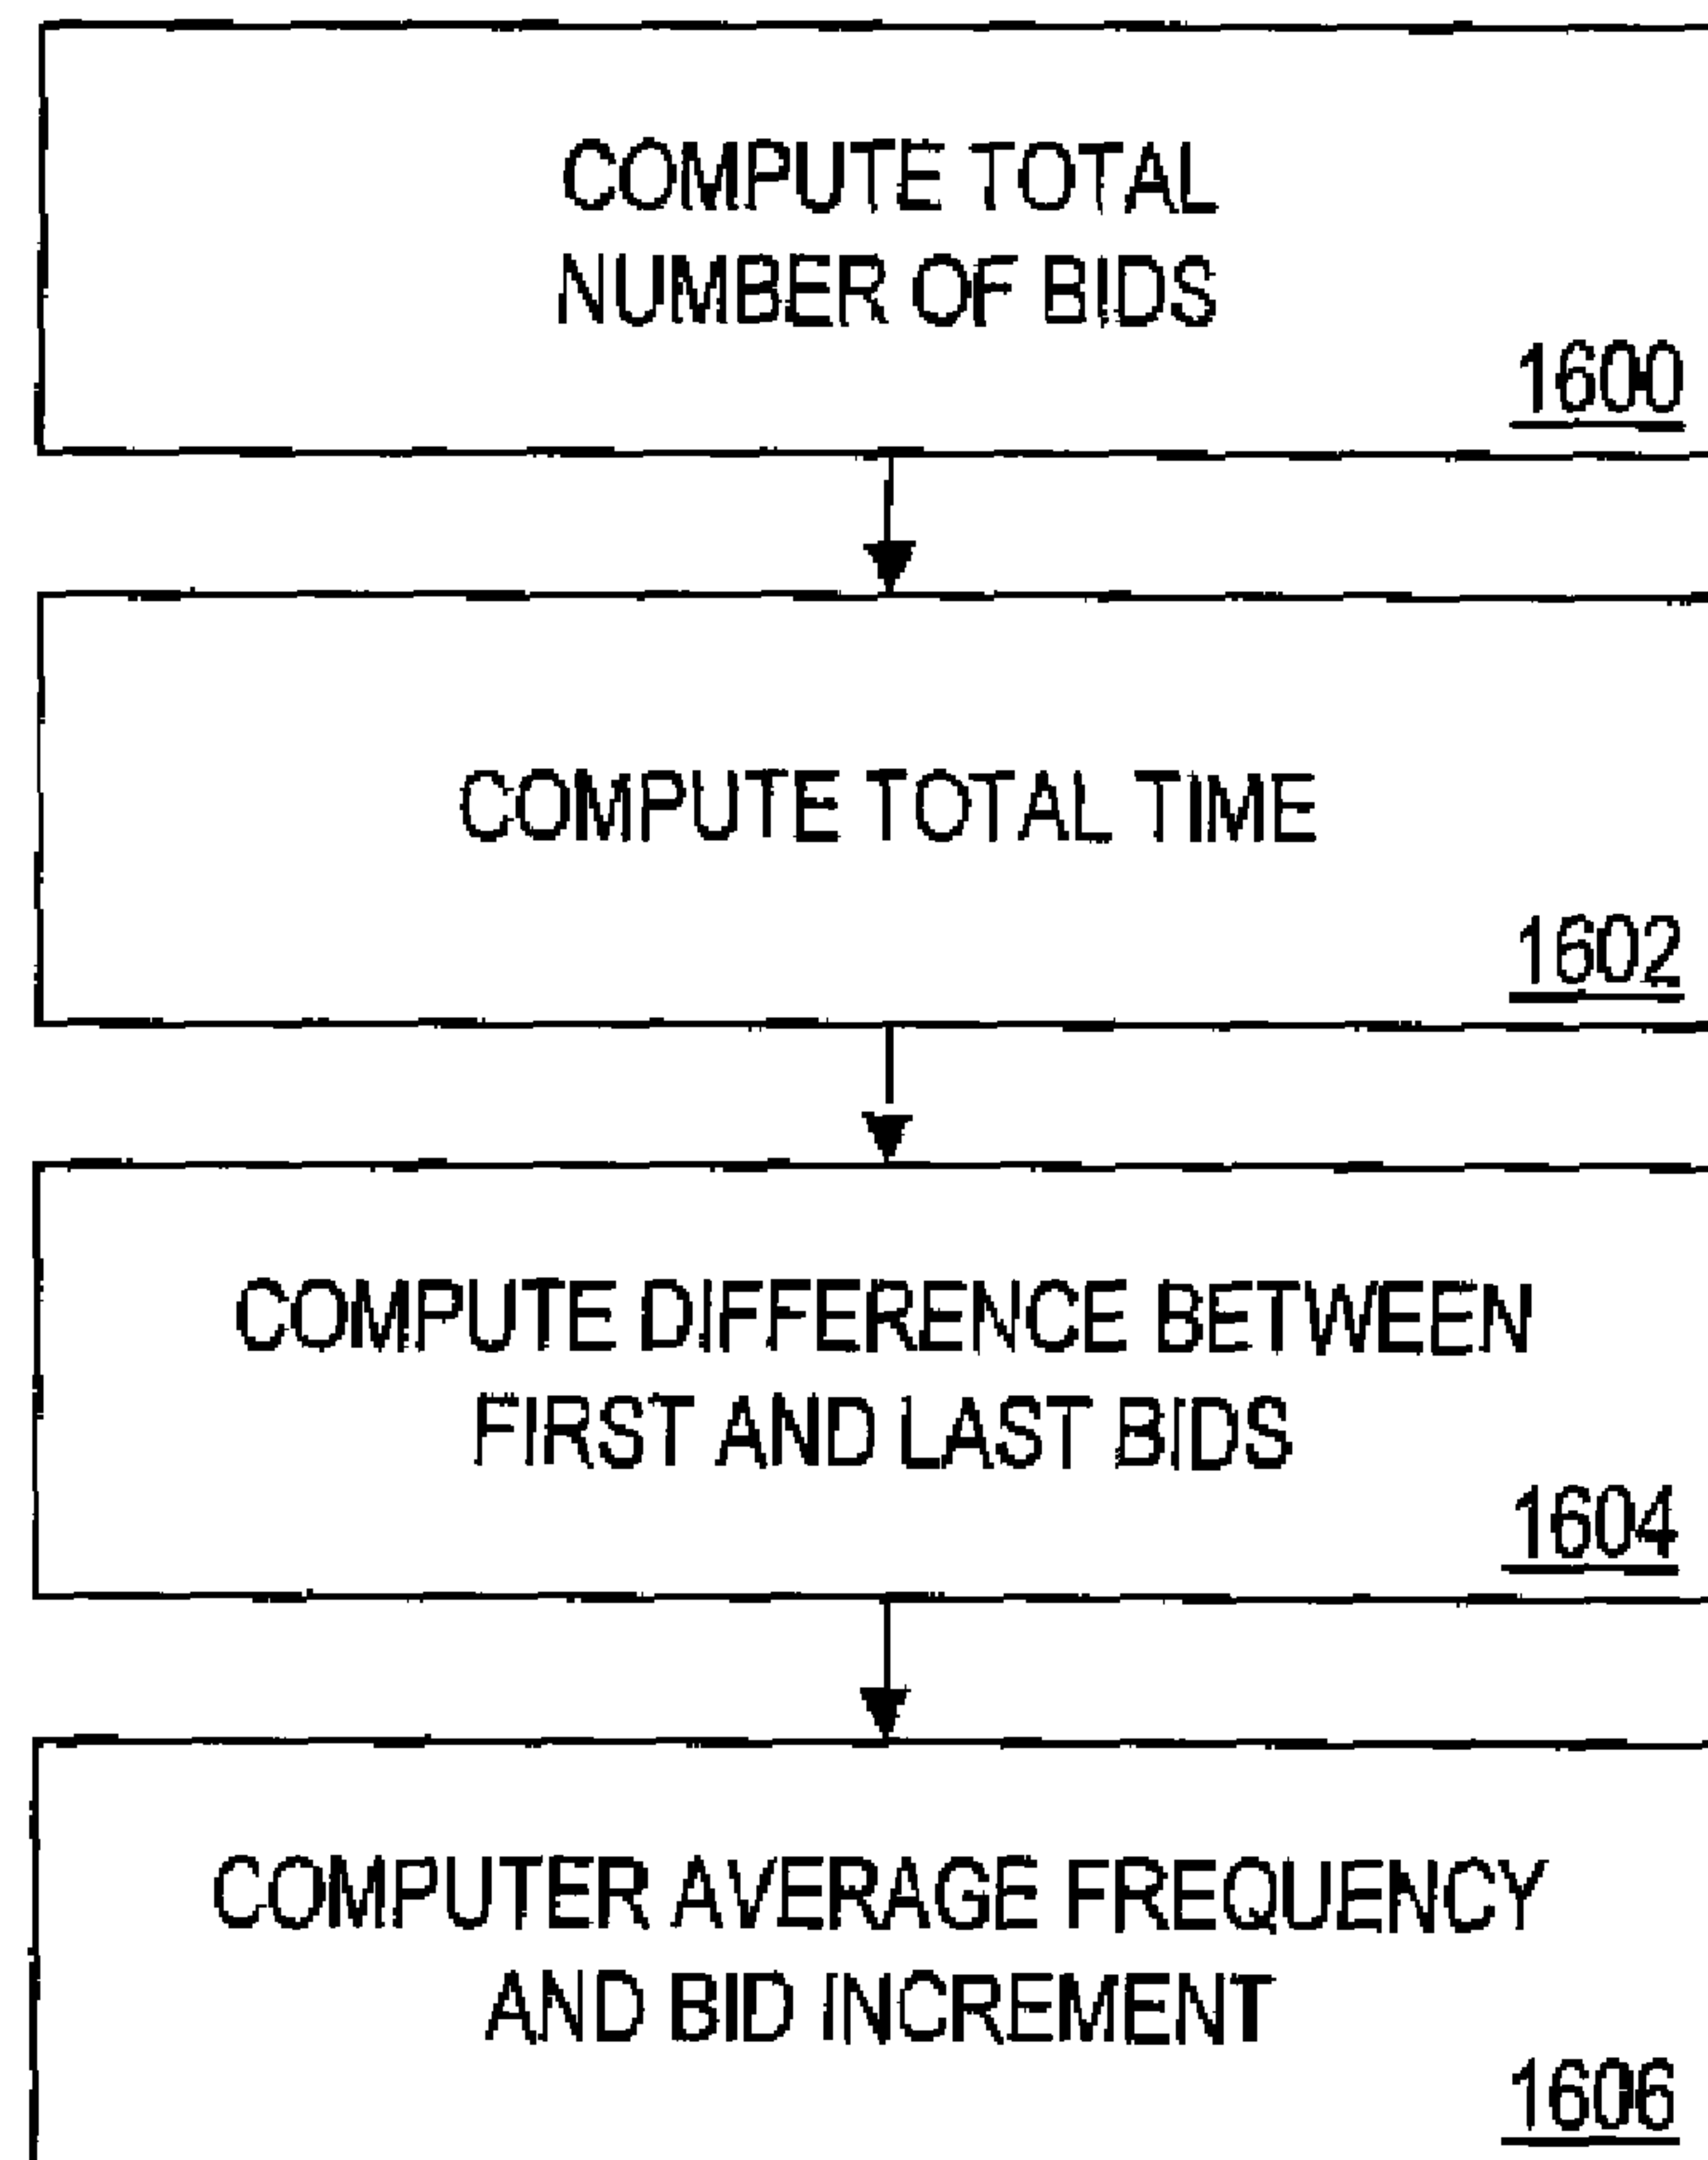 COMPUTE TOTAL
NUMBER OF BIDS
1600
COMPUTE TOTAL TIME
1602
COMPUTE DIFFERENCE BETWEEN
FIRST AND LAST BIDS
1604
COMPUTER AVERAGE FREQUENCY
AND BID INCREMENT
1606